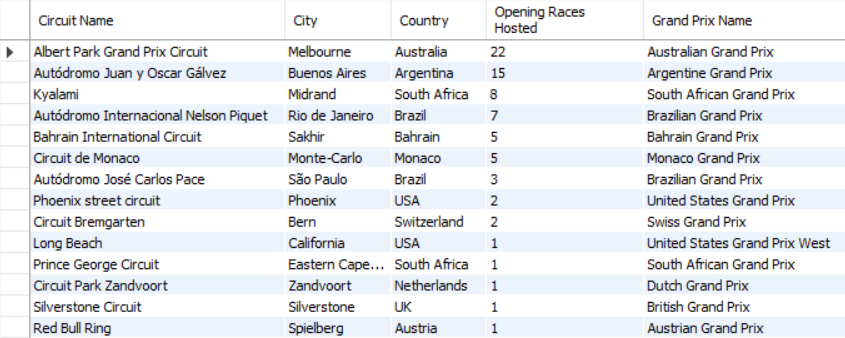 Circuit Name City Country Opening Races Hosted Grand Prix Name
Albert Park Grand Prix Circuit Melbourne Australia 22 Australian Grand Prix
Autódromo Juan y Oscar Gálvez Buenos Aires Argentina 15 Argentine Grand Prix
Kyalami Midrand South Africa 8 South African Grand Prix
Autódromo Internacional Nelson Piquet Rio de Janeiro Brazil 7 Brazilian Grand Prix
Bahrain International Circuit Sakhir Bahrain 5 Bahrain Grand Prix
Circuit de Monaco Monte-Carlo Monaco 5 Monaco Grand Prix
Autódromo José Carlos Pace São Paulo Brazil 3 Brazilian Grand Prix
Phoenix street circuit Phoenix USA 2 United States Grand Prix
Circuit Bremgarten Bern Switzerland 2 Swiss Grand Prix
Long Beach California USA 1 United States Grand Prix West
Prince George Circuit Eastern Cape... South Africa 1 South African Grand Prix
Circuit Park Zandvoort Zandvoort Netherlands 1 Dutch Grand Prix
Silverstone Circuit Silverstone UK 1 British Grand Prix
Red Bull Ring Spielberg Austria 1 Austrian Grand Prix